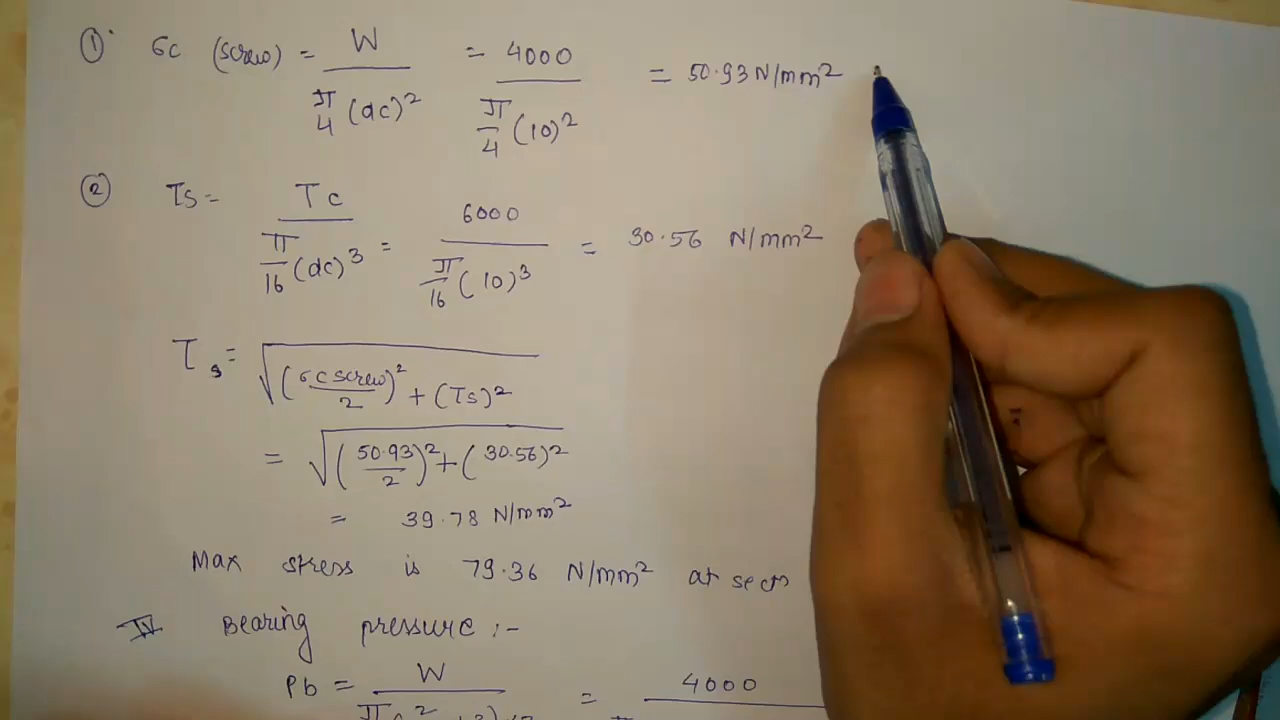 ① σc (screw) = W / π/4 (dc)² = 4000 / π/4 (10)² = 50.93 N/mm²
② τs = Tc / π/16 (dc)³ = 6000 / π/16 (10)³ = 30.56 N/mm²
τs = √(σc screw / 2)² + (τs)²
= √(50.93 / 2)² + (30.56)²
= 39.78 N/mm²
Max stress is 79.36 N/mm² at
IV Bearing pressure :-
Pb = W = 4000